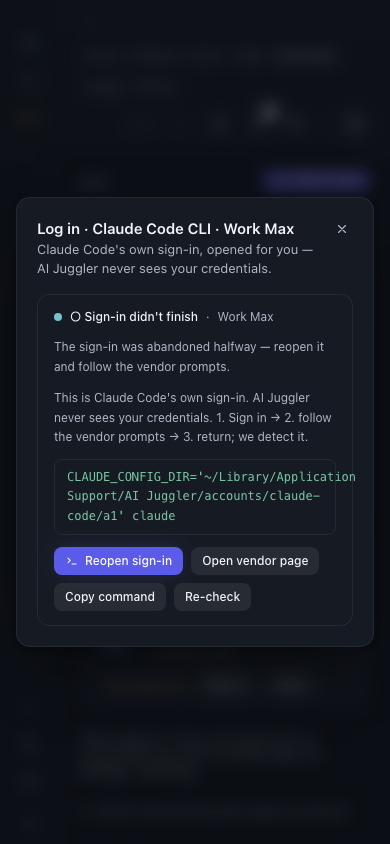 Log in · Claude Code CLI · Work Max
Claude Code's own sign-in, opened for you —
AI Juggler never sees your credentials.
Sign-in didn't finish · Work Max
The sign-in was abandoned halfway — reopen it
and follow the vendor prompts.
This is Claude Code's own sign-in. AI Juggler
never sees your credentials. 1. Sign in → 2. follow
the vendor prompts → 3. return; we detect it.
CLAUDE_CONFIG_DIR='~/Library/Application
Support/AI Juggler/accounts/claude-
code/a1' claude
Reopen sign-in
Open vendor page
Copy command
Re-check